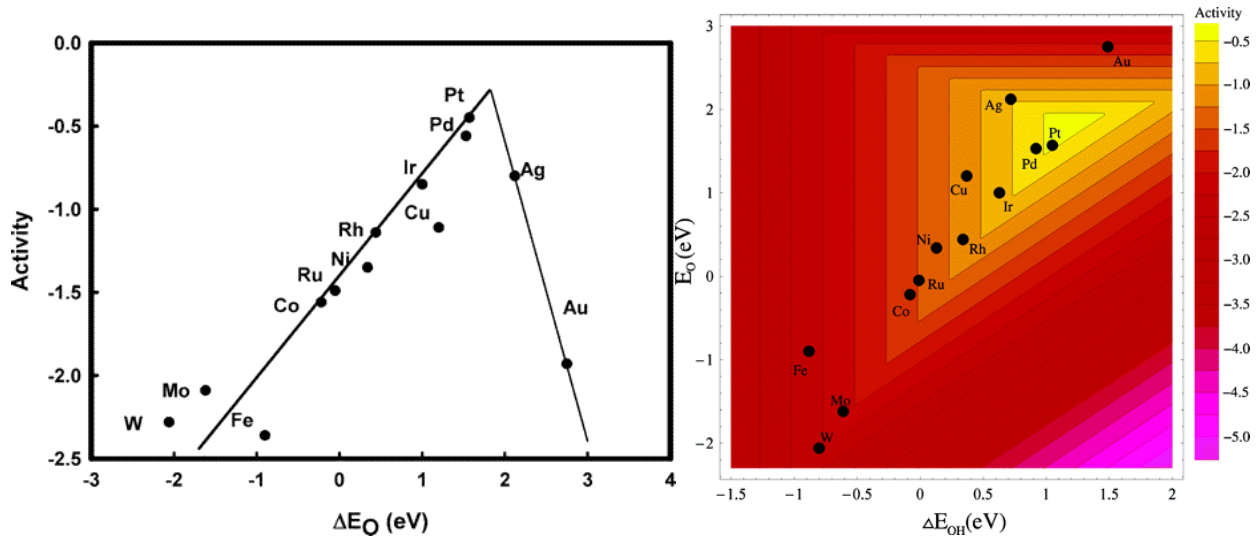 0.0
-0.5
-1.0
-1.5
-2.0
-2.5
Activity
Pt
Pd
Ag
Ir
Cu
Rh
Ni
Ru
Co
Au
Mo
W
Fe
-3 -2 -1 0 1 2 3 4
ΔEO (eV)
3
2
1
0
−1
−2
EO (eV)
Au
Ag
Pt
Pd
Cu
Ir
Ni
Rh
Ru
Co
Fe
Mo
W
−1.5 −1 −0.5 0 0.5 1 1.5 2
△EOH(eV)
Activity
−0.5
−1.0
−1.5
−2.0
−2.5
−3.0
−3.5
−4.0
−4.5
−5.0